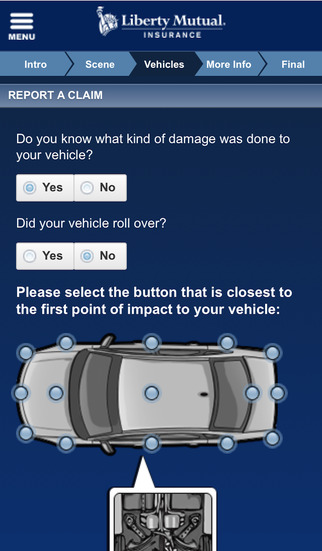 MENU
Liberty Mutual.
INSURANCE
Intro
Scene
Vehicles
More Info
Final
REPORT A CLAIM
Do you know what kind of damage was done to
your vehicle?
Yes
No
Did your vehicle roll over?
Yes
No
Please select the button that is closest to
the first point of impact to your vehicle: